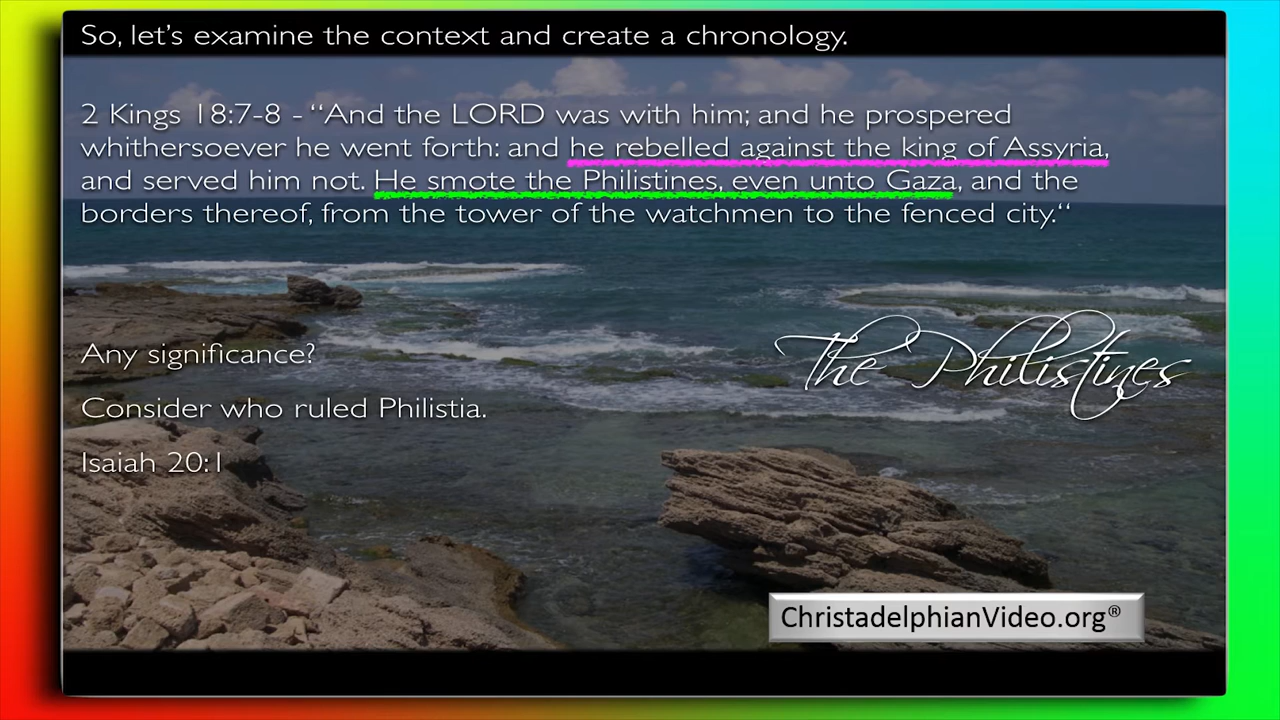 So, let's examine the context and create a chronology.
2 Kings 18:7-8 - “And the LORD was with him; and he prospered
whithersoever he went forth: and he rebelled against the king of Assyria,
and served him not. He smote the Philistines, even unto Gaza, and the
borders thereof, from the tower of the watchmen to the fenced city.“
Any significance?
The Philistines
Consider who ruled Philistia.
Isaiah 20:1
ChristadelphianVideo.org®